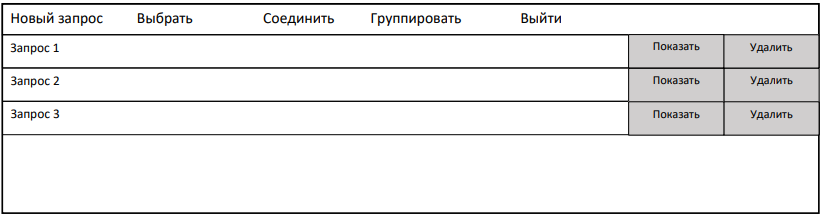 Новый запрос Выбрать Соединить Группировать Выйти
Запрос 1 Показать Удалить
Запрос 2 Показать Удалить
Запрос 3 Показать Удалить